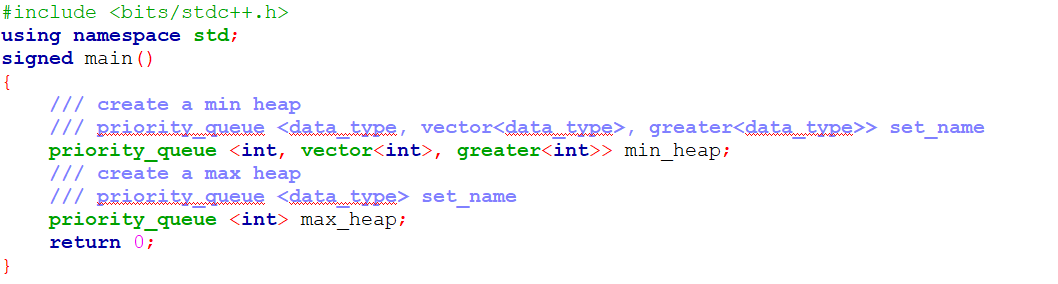 #include <bits/stdc++.h>
using namespace std;
signed main()
{
    /// create a min heap
    /// priority_queue <data_type, vector<data_type>, greater<data_type>> set_name
    priority_queue <int, vector<int>, greater<int>> min_heap;
    /// create a max heap
    /// priority_queue <data_type> set_name
    priority_queue <int> max_heap;
    return 0;
}